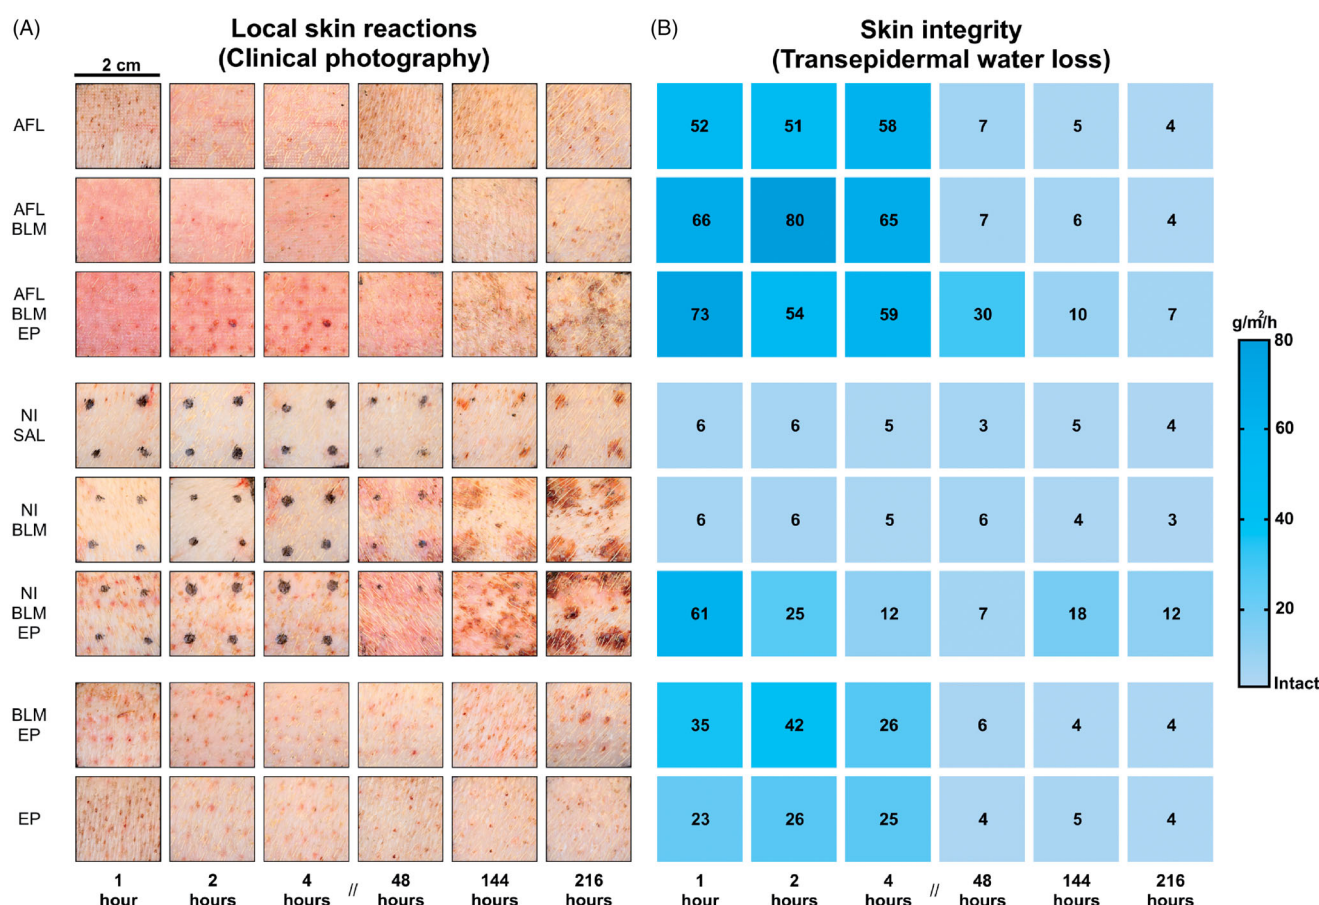 (A)
Local skin reactions
(Clinical photography)
(B)
Skin integrity
(Transepidermal water loss)
2 cm
AFL
52 51 58 7 5 4
AFL
BLM
66 80 65 7 6 4
AFL
BLM
EP
73 54 59 30 10 7
NI
SAL
6 6 5 3 5 4
NI
BLM
6 6 5 6 4 3
NI
BLM
EP
61 25 12 7 18 12
BLM
EP
35 42 26 6 4 4
EP
23 26 25 4 5 4
1 2 4 // 48 144 216
hour hours hours hours hours hours
1 2 4 // 48 144 216
hour hours hours hours hours hours
g/m²/h
80
60
40
20
Intact